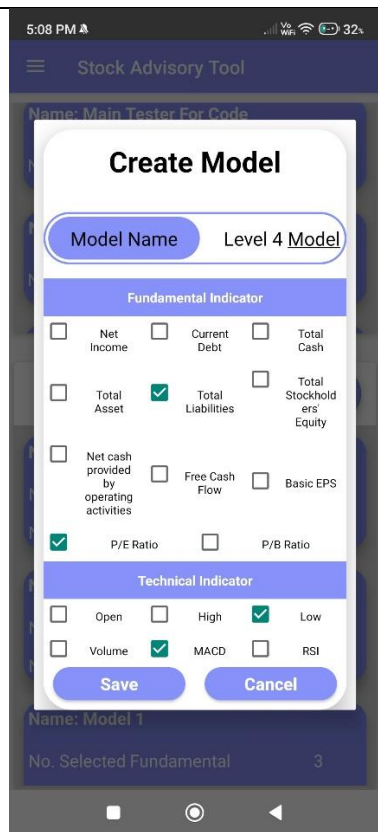 5:08 PM Vo WiFi 32%
Stock Advisory Tool
Name: Main Tester For Code
Create Model
Model Name Level 4 Model
Fundamental Indicator
Net Income Current Debt Total Cash
Total Asset Total Liabilities Total Stockholders' Equity
Net cash provided by operating activities Free Cash Flow Basic EPS
P/E Ratio P/B Ratio
Technical Indicator
Open High Low
Volume MACD RSI
Save Cancel
Name: Model 1
No. Selected Fundamental 3